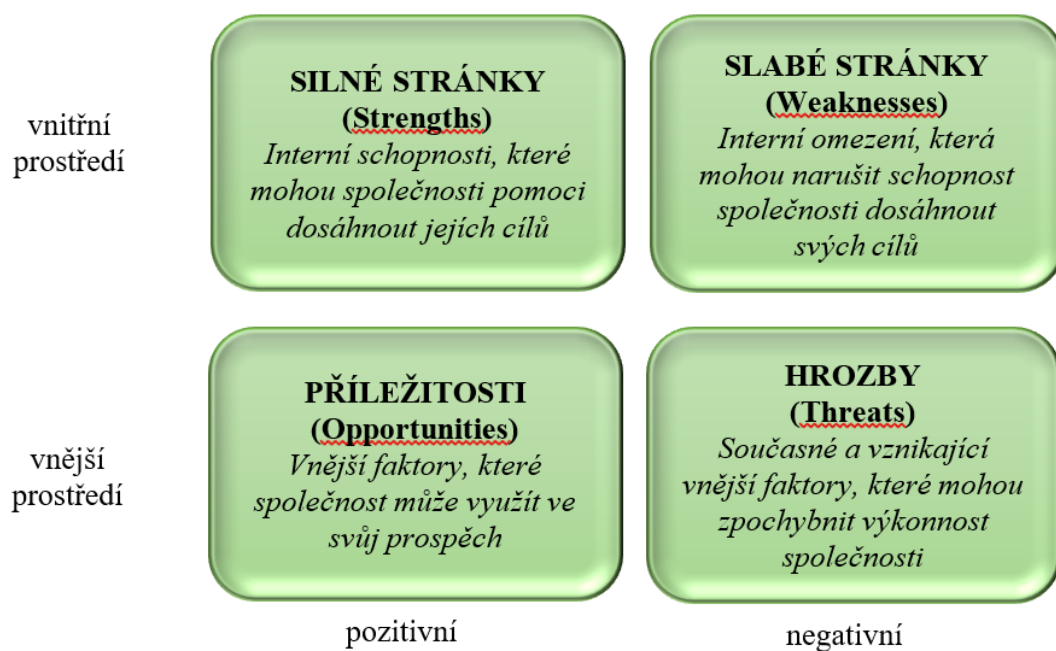 vnitřní
prostředí
SILNÉ STRÁNKY
(Strengths)
Interní schopnosti, které
mohou společnosti pomoci
dosáhnout jejích cílů
SLABÉ STRÁNKY
(Weaknesses)
Interní omezení, která
mohou narušit schopnost
společnosti dosáhnout
svých cílů
vnější
prostředí
PŘÍLEŽITOSTI
(Opportunities)
Vnější faktory, které
společnost může využít ve
svůj prospěch
HROZBY
(Threats)
Současné a vznikající
vnější faktory, které mohou
zpochybnit výkonnost
společnosti
pozitivní
negativní